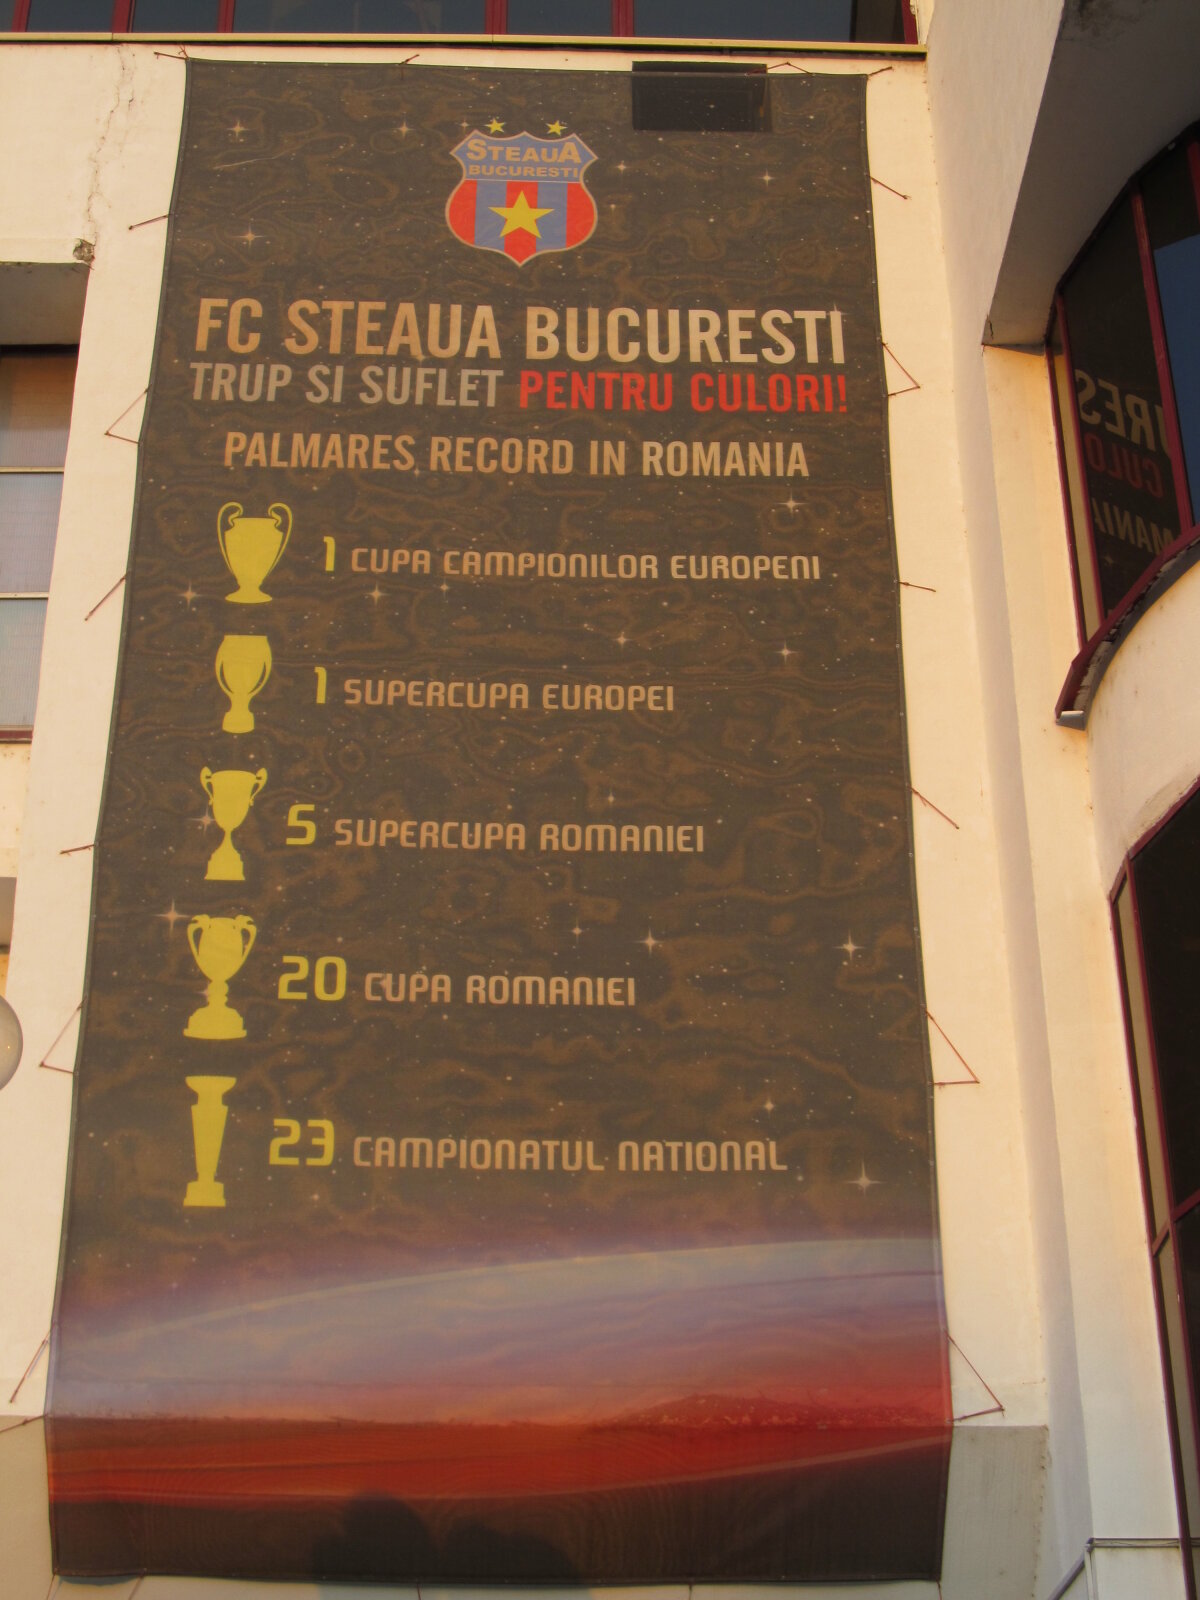 STEAUA
BUCURESTI
FC STEAUA BUCURESTI
TRUP SI SUFLET PENTRU CULORI!
PALMARES RECORD IN ROMANIA
1 CUPA CAMPIONILOR EUROPENI
1 SUPERCUPA EUROPEI
5 SUPERCUPA ROMANIEI
20 CUPA ROMANIEI
23 CAMPIONATUL NATIONAL